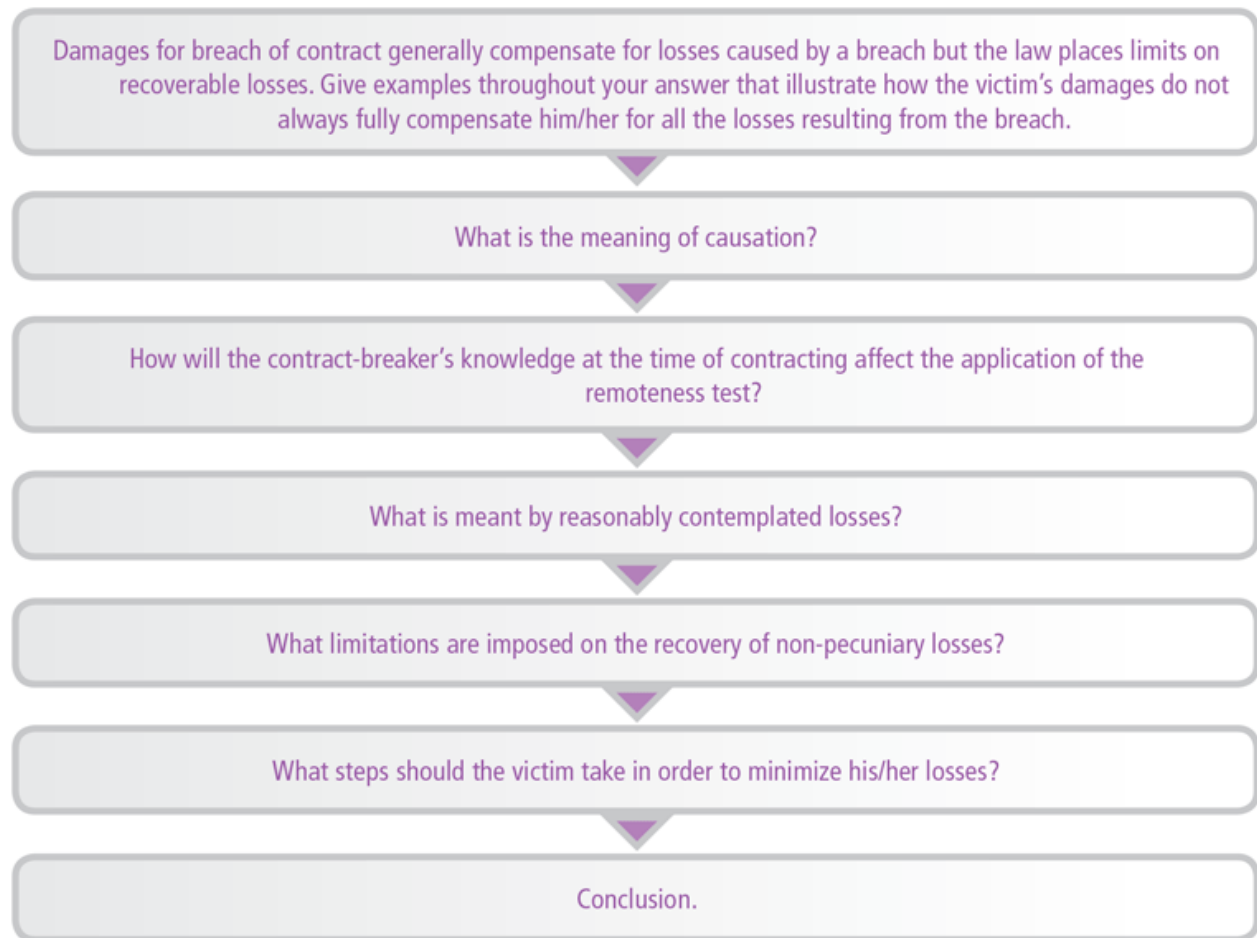 Damages for breach of contract generally compensate for losses caused by a breach but the law places limits on
recoverable losses. Give examples throughout your answer that illustrate how the victim's damages do not
always fully compensate him/her for all the losses resulting from the breach.
What is the meaning of causation?
How will the contract-breaker's knowledge at the time of contracting affect the application of the
remoteness test?
What is meant by reasonably contemplated losses?
What limitations are imposed on the recovery of non-pecuniary losses?
What steps should the victim take in order to minimize his/her losses?
Conclusion.